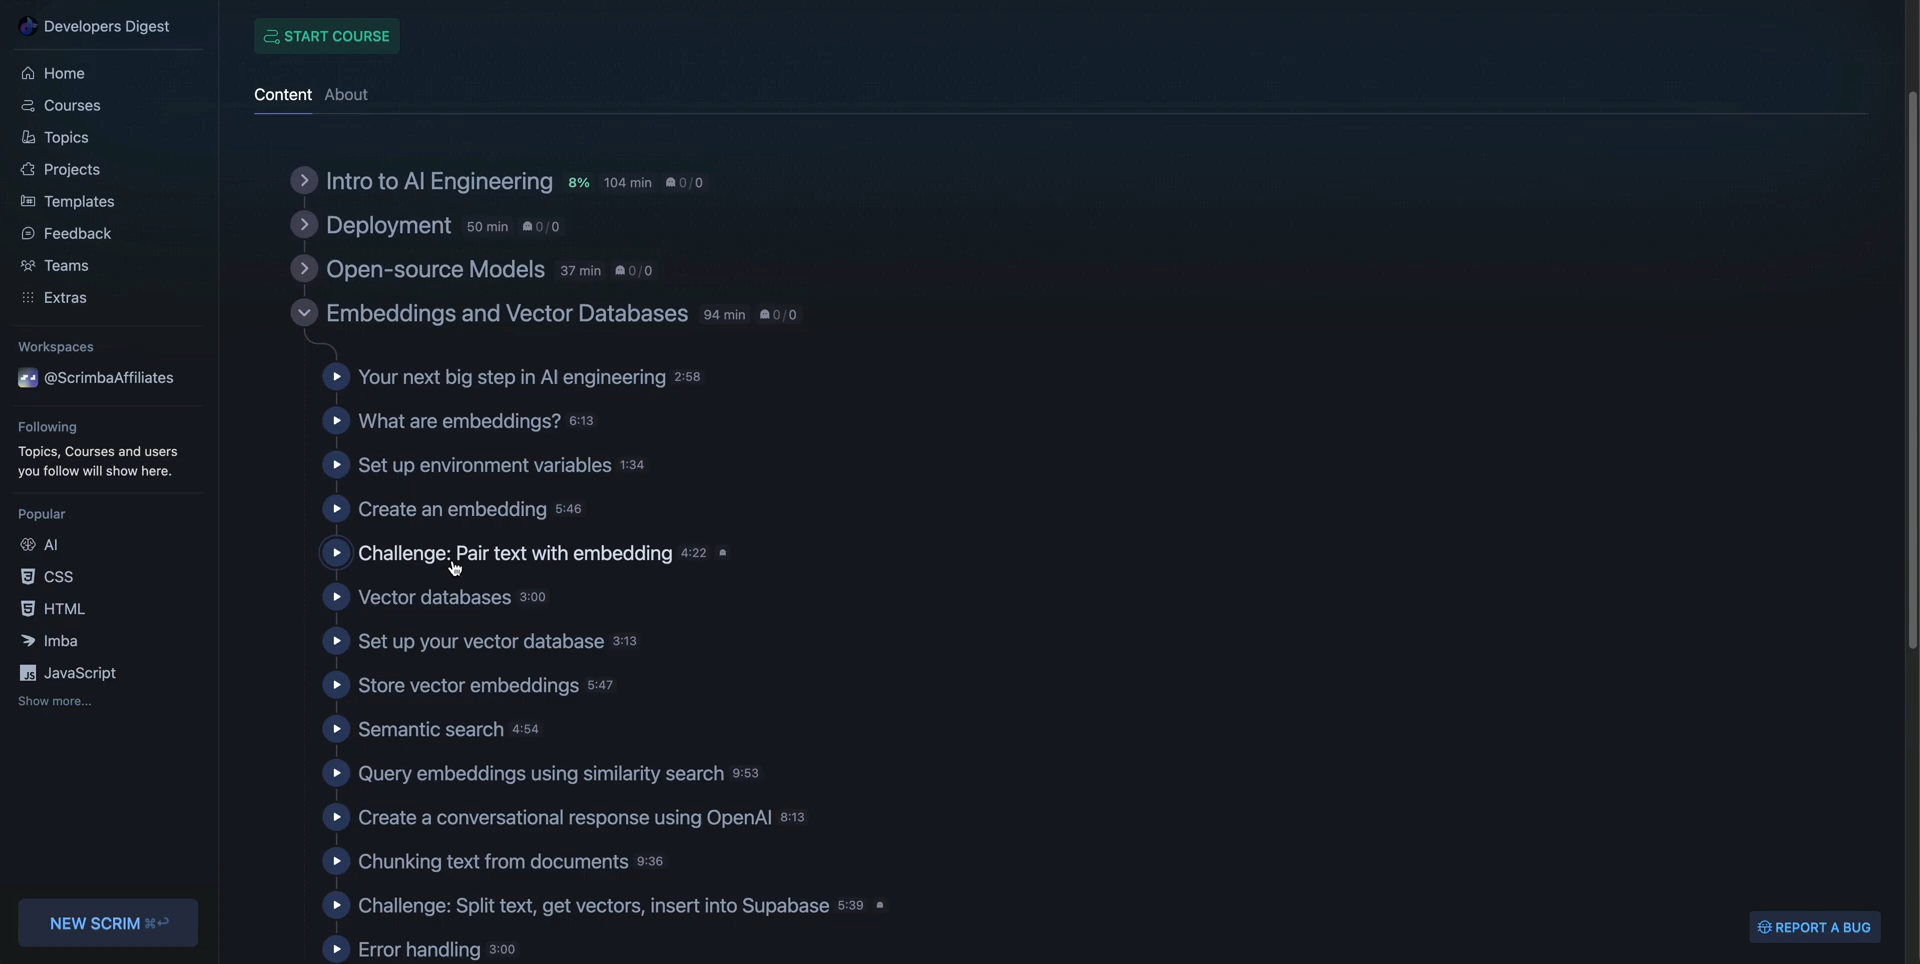 Developers Digest
Home
Courses
Topics
Projects
Templates
Feedback
Teams
Extras
Workspaces
@ScrimbaAffiliates
Following
Topics, Courses and users
you follow will show here.
Popular
AI
CSS
HTML
Imba
JS JavaScript
Show more...
NEW SCRIM ⌘↩
START COURSE
Content About
Intro to AI Engineering 8% 104 min 0/0
Deployment 50 min 0/0
Open-source Models 37 min 0/0
Embeddings and Vector Databases 94 min 0/0
Your next big step in AI engineering 2:58
What are embeddings? 6:13
Set up environment variables 1:34
Create an embedding 5:46
Challenge: Pair text with embedding 4:22
Vector databases 3:00
Set up your vector database 3:13
Store vector embeddings 5:47
Semantic search 4:54
Query embeddings using similarity search 9:53
Create a conversational response using OpenAI 8:13
Chunking text from documents 9:36
Challenge: Split text, get vectors, insert into Supabase 5:39
Error handling 3:00
REPORT A BUG